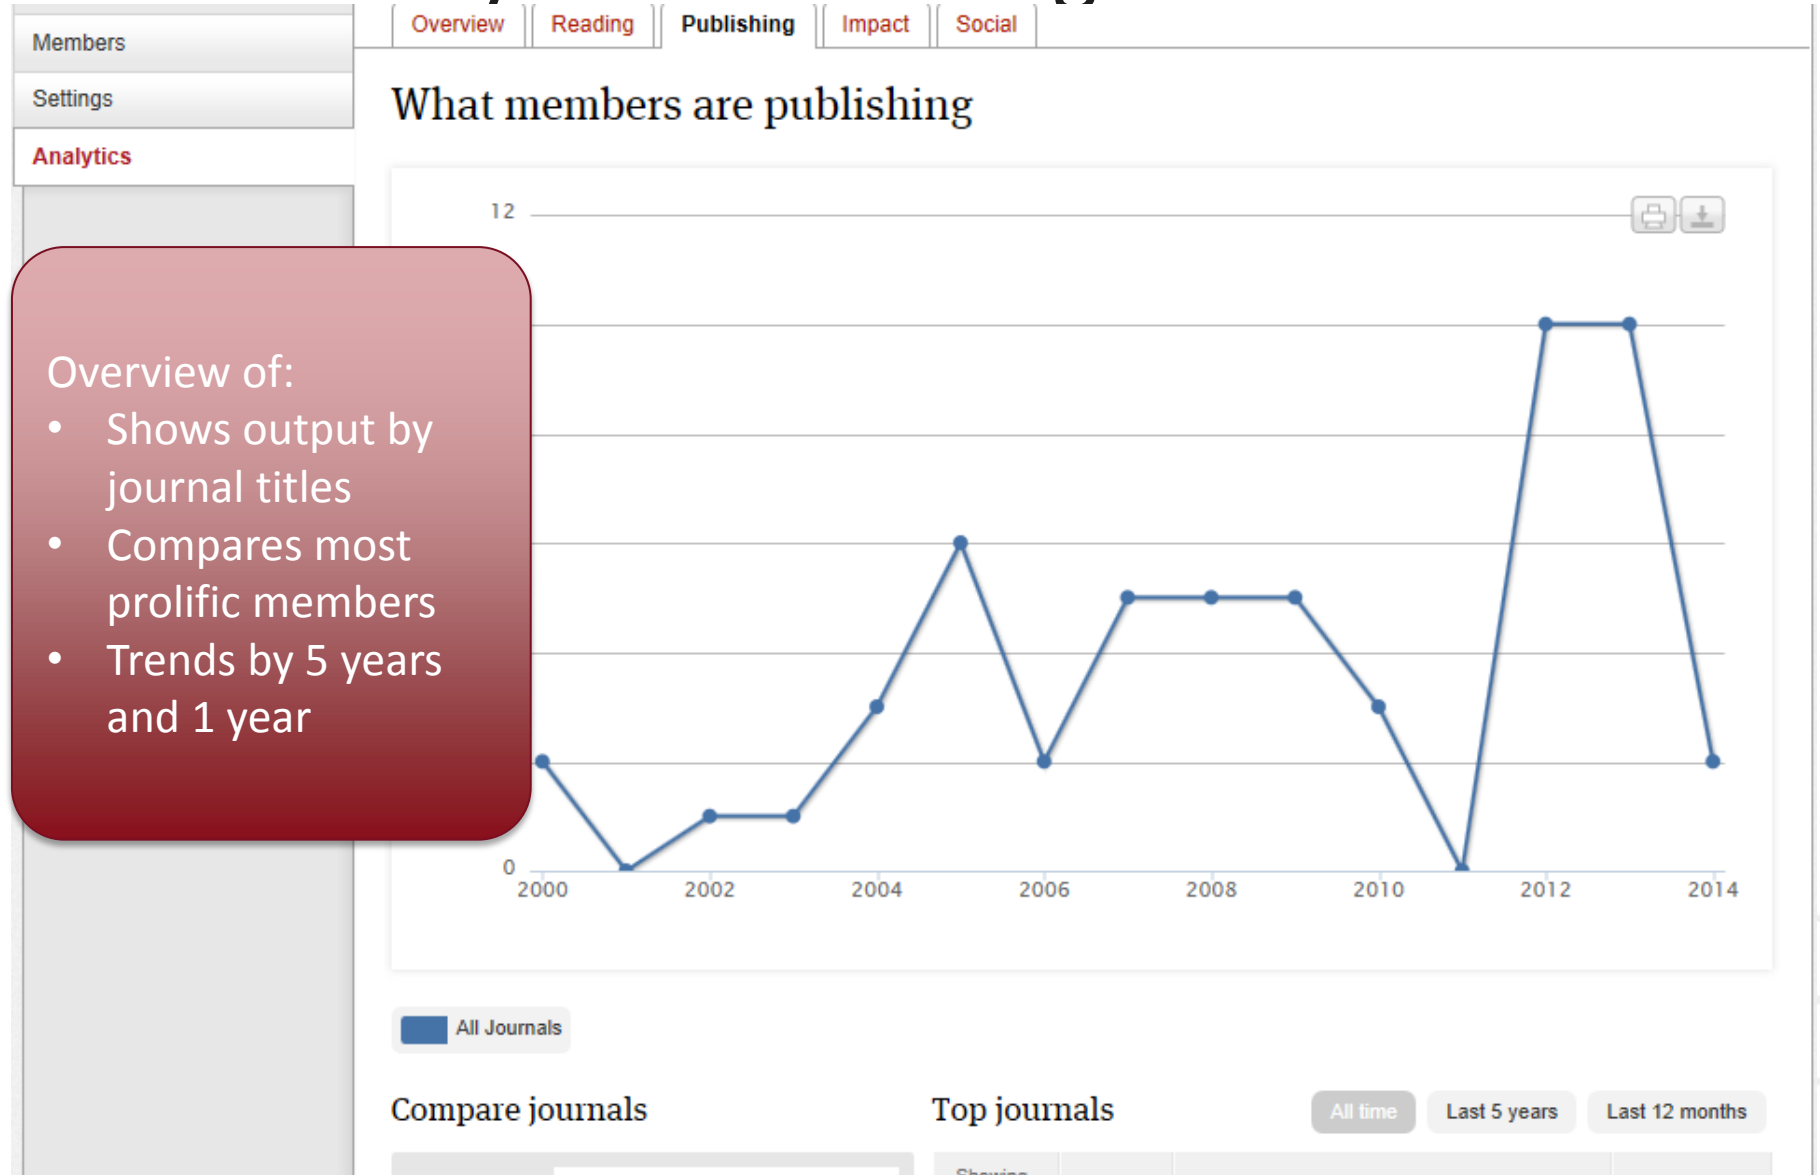 Overview Reading Publishing Impact Social
Members
Settings
Analytics
What members are publishing
12
0
2000 2002 2004 2006 2008 2010 2012 2014
Overview of:
• Shows output by
journal titles
• Compares most
prolific members
• Trends by 5 years
and 1 year
All Journals
Compare journals
Top journals
All time Last 5 years Last 12 months
Showing